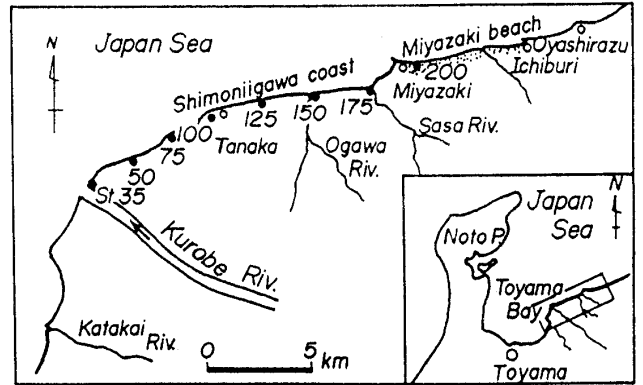 N
Japan Sea
Miyazaki beach
Oyashirazu
Ichiburi
200
Miyazaki
Shimoniigawa coast
175
150
125
100
75
50
St.35
Tanaka
Sasa Riv.
Ogawa
Riv.
Kurobe Riv.
Katakai
Riv.
0 5
km
N
Japan
Sea
Noto P.
Toyama
Bay
Toyama